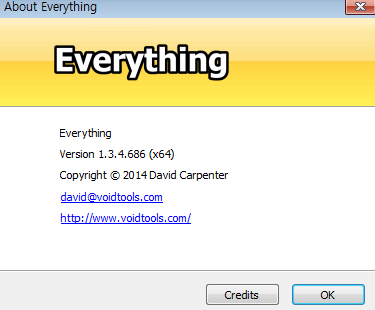 About Everything
Everything
Everything
Version 1.3.4.686 (x64)
Copyright © 2014 David Carpenter
david@voidtools.com
http://www.voidtools.com/
Credits
OK